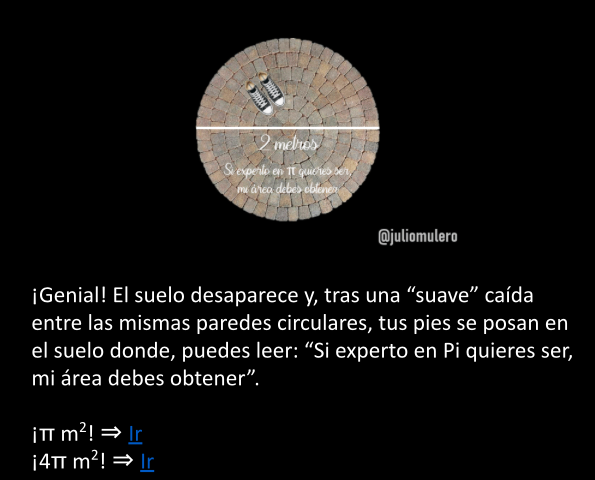 2 metros
Si experto en π quieres ser,
mi área debes obtener
@juliomulero
¡Genial! El suelo desaparece y, tras una “suave” caída
entre las mismas paredes circulares, tus pies se posan en
el suelo donde, puedes leer: “Si experto en Pi quieres ser,
mi área debes obtener”.
¡π m²! ⇒ Ir
¡4π m²! ⇒ Ir